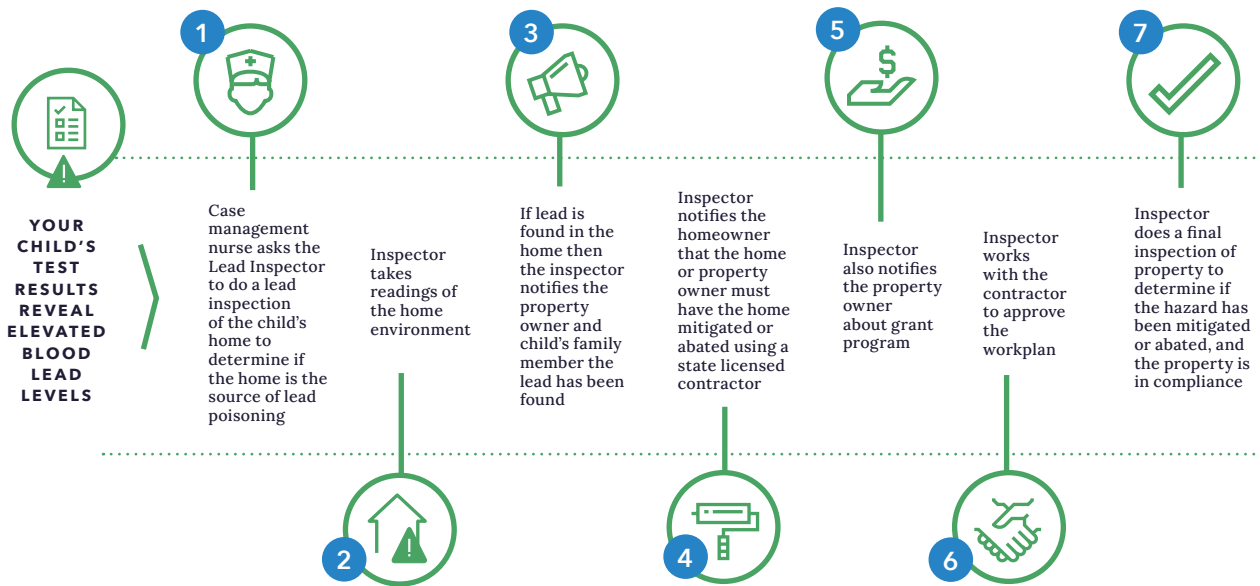 YOUR
CHILD'S
TEST
RESULTS
REVEAL
ELEVATED
BLOOD
LEAD
LEVELS
1
Case
management
nurse asks the
Lead Inspector
to do a lead
inspection
of the child's
home to
determine if
the home is the
source of lead
poisoning
2
Inspector
takes
readings of
the home
environment
3
If lead is
found in the
home then
the inspector
notifies the
property
owner and
child's family
member the
lead has been
found
4
Inspector
notifies the
homeowner
that the home
or property
owner must
have the home
mitigated or
abated using a
state licensed
contractor
5
$
Inspector
also notifies
the property
owner
about grant
program
6
Inspector
works
with the
contractor
to approve
the
workplan
7
Inspector
does a final
inspection of
property to
determine if
the hazard has
been mitigated
or abated, and
the property is
in compliance